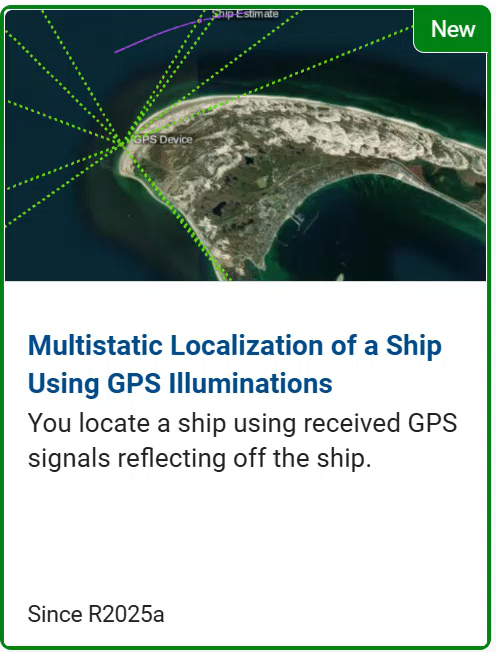 Ship Estimate
New
GPS Device
Multistatic Localization of a Ship
Using GPS Illuminations
You locate a ship using received GPS
signals reflecting off the ship.
Since R2025a